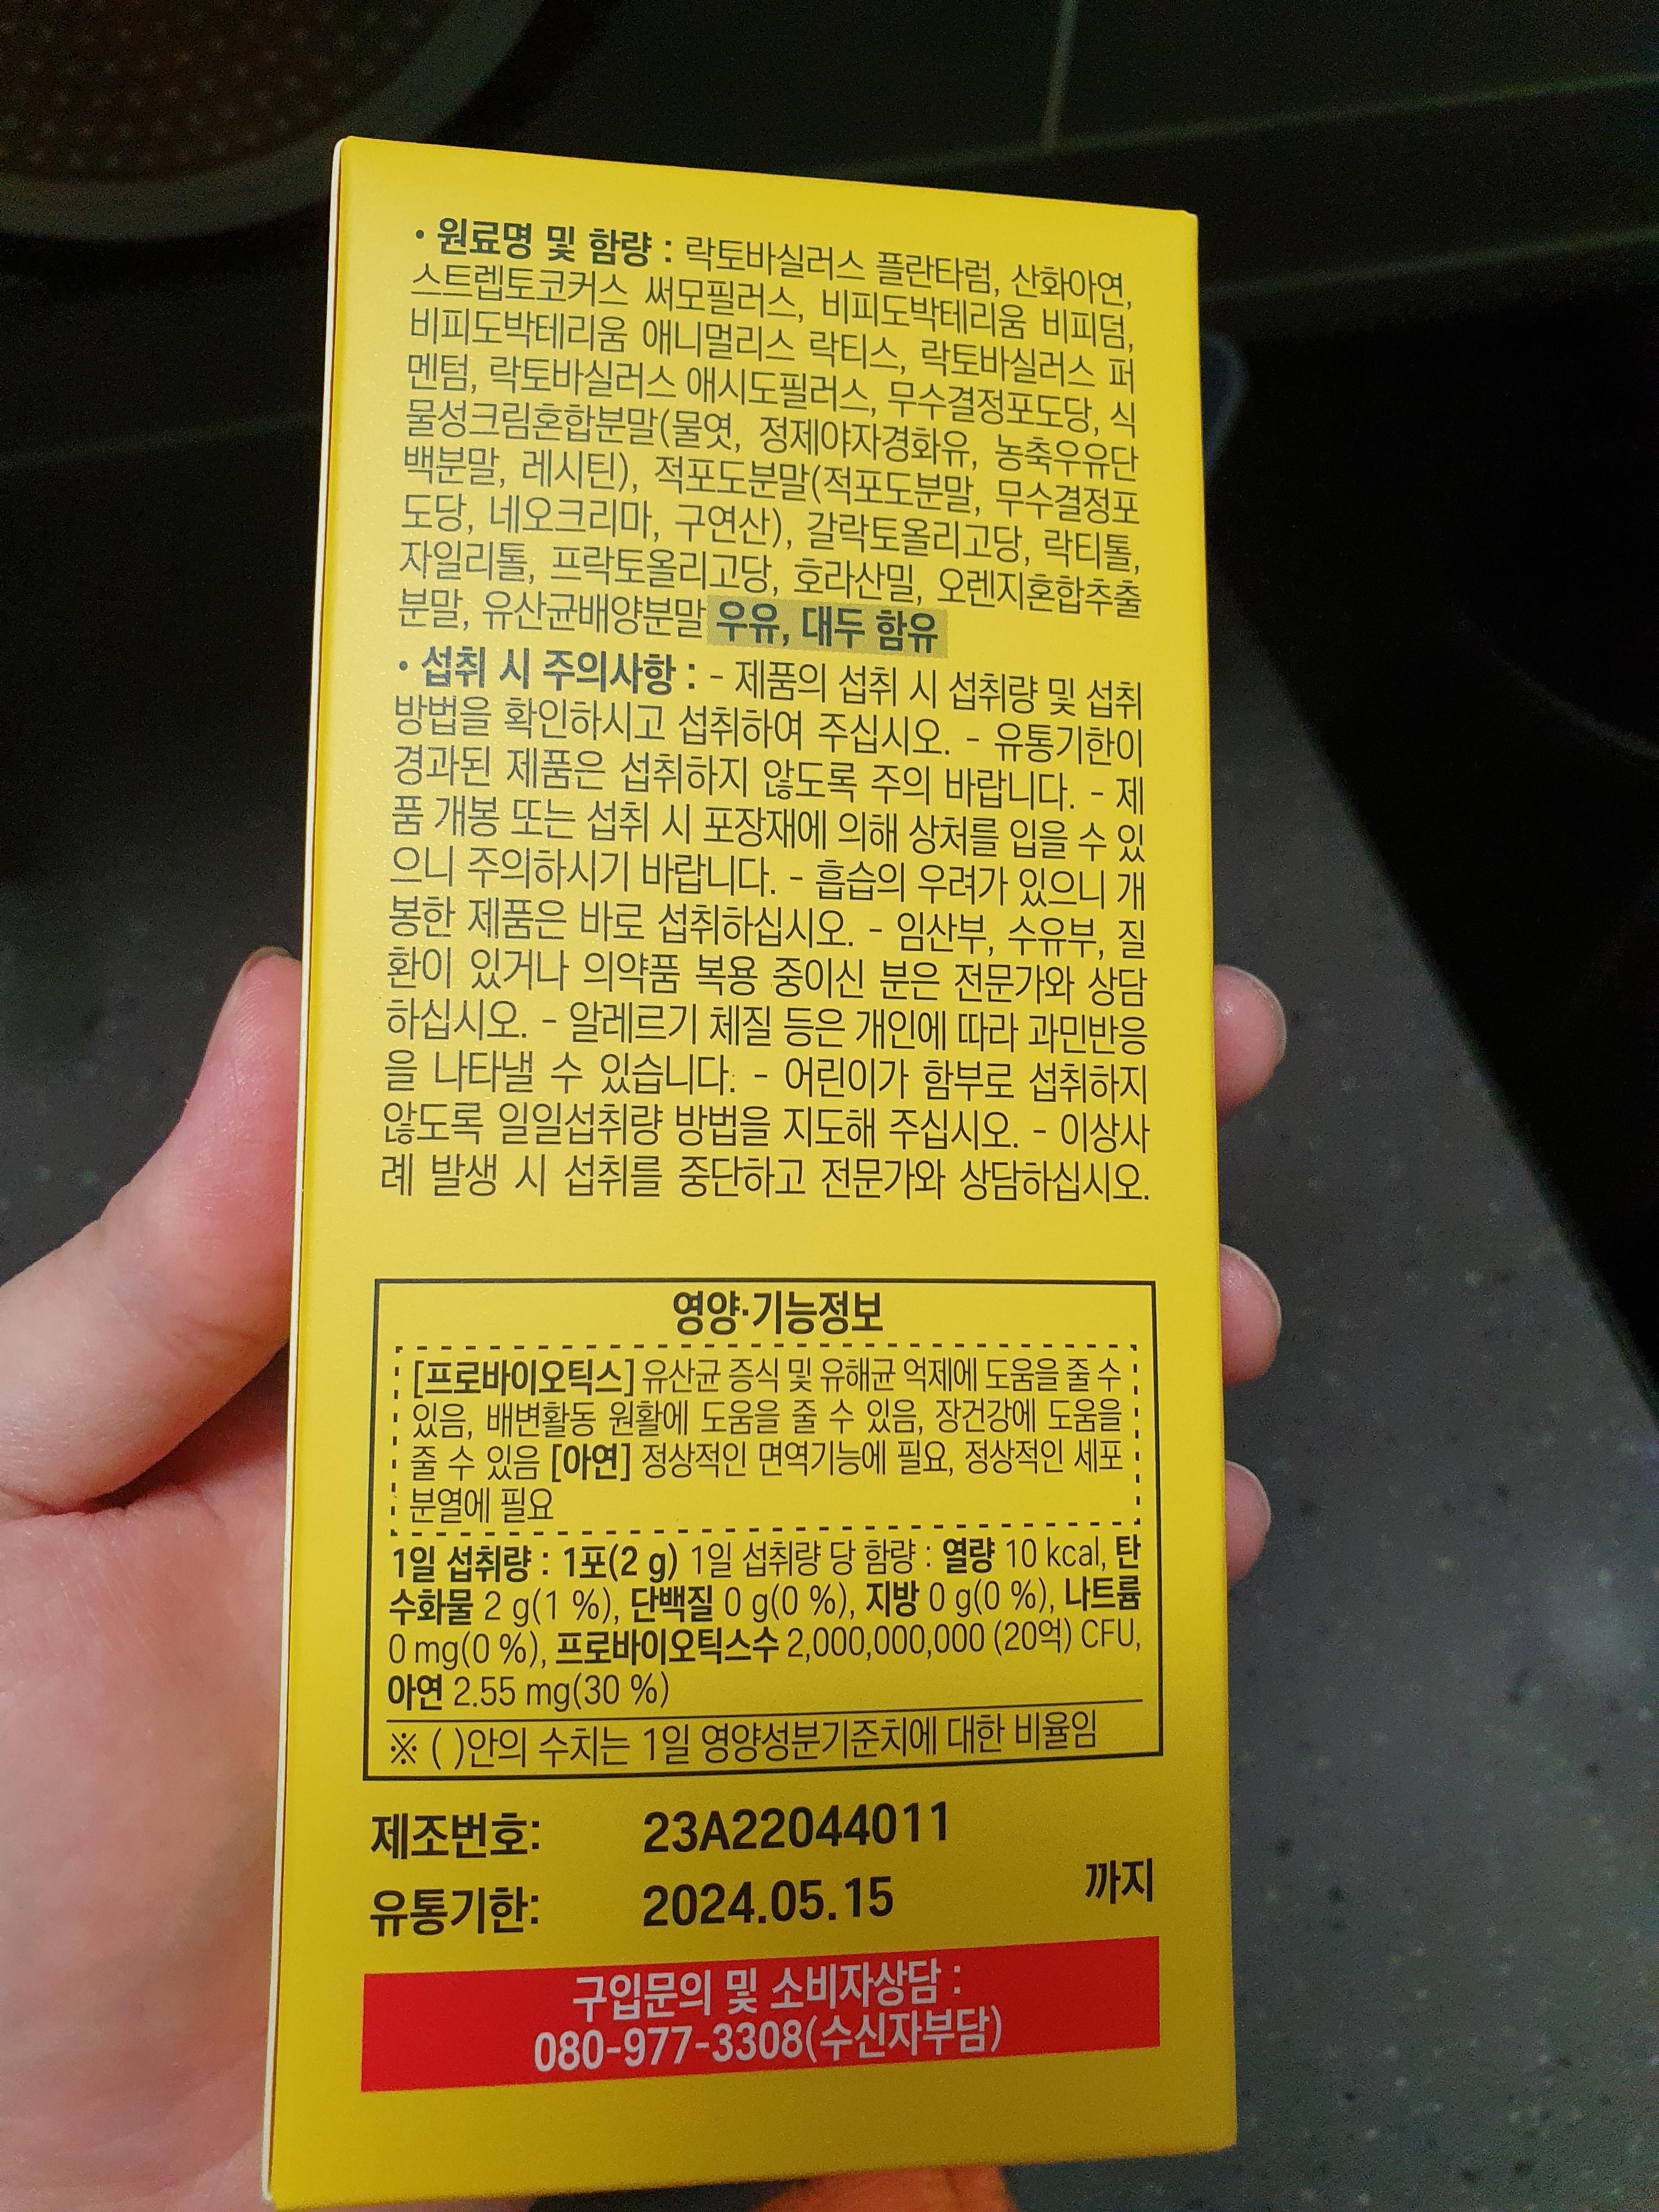 • 원료명 및 함량 : 락토바실러스 플란타럼, 산화아연,
스트렙토코커스 써모필러스, 비피도박테리움 비피덤,
비피도박테리움 애니멀리스 락티스, 락토바실러스 퍼
멘텀, 락토바실러스 애시도필러스, 무수결정포도당, 식
물성크림혼합분말(물엿, 정제야자경화유, 농축우유단
백분말, 레시틴), 적포도분말(적포도분말, 무수결정포
도당, 네오크리마, 구연산), 갈락토올리고당, 락티톨,
자일리톨, 프락토올리고당, 호라산밀, 오렌지혼합추출
분말, 유산균배양분말 우유, 대두 함유
• 섭취 시 주의사항 : - 제품의 섭취 시 섭취량 및 섭취
방법을 확인하시고 섭취하여 주십시오. - 유통기한이
경과된 제품은 섭취하지 않도록 주의 바랍니다. - 제
품 개봉 또는 섭취 시 포장재에 의해 상처를 입을 수 있
으니 주의하시기 바랍니다. - 흡습의 우려가 있으니 개
봉한 제품은 바로 섭취하십시오. - 임산부, 수유부, 질
환이 있거나 의약품 복용 중이신 분은 전문가와 상담
하십시오. - 알레르기 체질 등은 개인에 따라 과민반응
을 나타낼 수 있습니다. - 어린이가 함부로 섭취하지
않도록 일일섭취량 방법을 지도해 주십시오. - 이상사
례 발생 시 섭취를 중단하고 전문가와 상담하십시오.
영양·기능정보
[프로바이오틱스] 유산균 증식 및 유해균 억제에 도움을 줄 수
있음, 배변활동 원활에 도움을 줄 수 있음, 장건강에 도움을
줄 수 있음 [아연] 정상적인 면역기능에 필요, 정상적인 세포
분열에 필요
1일 섭취량 : 1포(2 g) 1일 섭취량 당 함량 : 열량 10 kcal, 탄
수화물 2 g(1 %), 단백질 0 g(0 %), 지방 0 g(0 %), 나트륨
0 mg(0 %), 프로바이오틱스수 2,000,000,000 (20억) CFU,
아연 2.55 mg(30 %)
※ ( )안의 수치는 1일 영양성분기준치에 대한 비율임
제조번호: 23A22044011
유통기한: 2024.05.15 까지
구입문의 및 소비자상담 :
080-977-3308(수신자부담)